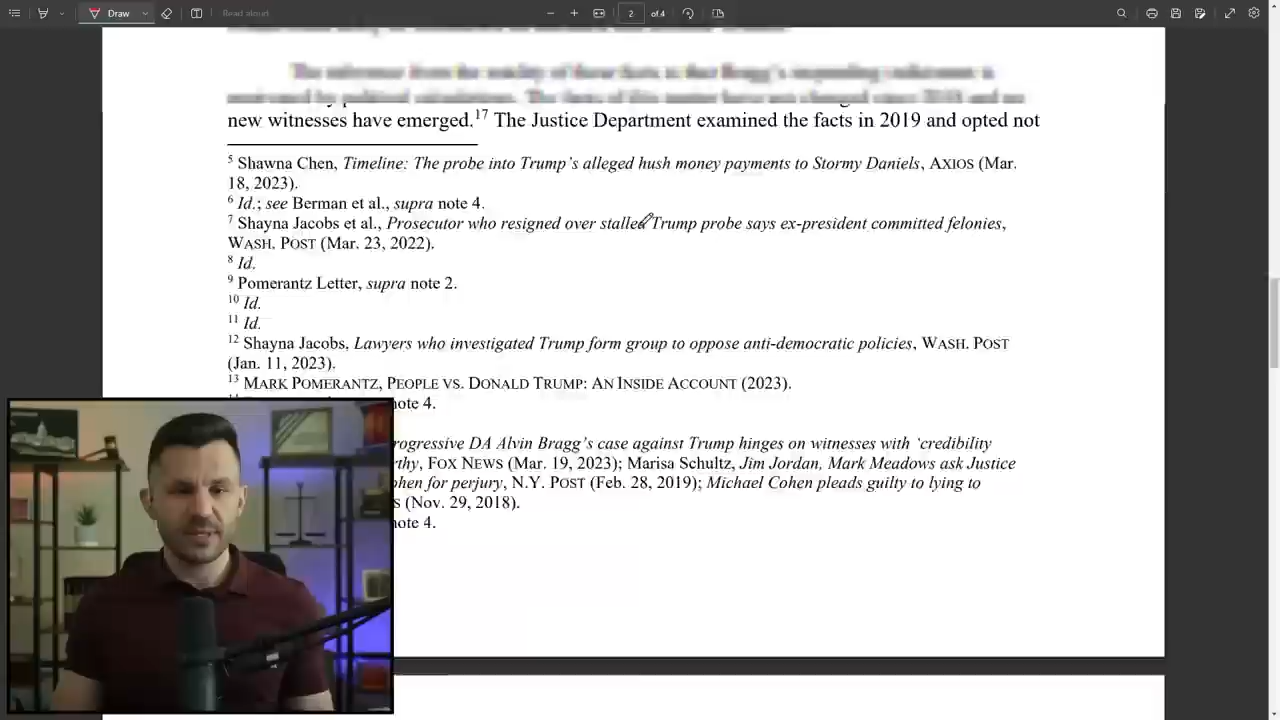 Draw
Read aloud
2 of 4
new witnesses have emerged.17 The Justice Department examined the facts in 2019 and opted not
5 Shawna Chen, Timeline: The probe into Trump's alleged hush money payments to Stormy Daniels, AXIOS (Mar.
18, 2023).
6 Id.; see Berman et al., supra note 4.
7 Shayna Jacobs et al., Prosecutor who resigned over stalled Trump probe says ex-president committed felonies,
WASH. POST (Mar. 23, 2022).
8 Id.
9 Pomerantz Letter, supra note 2.
10 Id.
11 Id.
12 Shayna Jacobs, Lawyers who investigated Trump form group to oppose anti-democratic policies, WASH. POST
(Jan. 11, 2023).
13 MARK POMERANTZ, PEOPLE VS. DONALD TRUMP: AN INSIDE ACCOUNT (2023).
note 4.
rogressive DA Alvin Bragg's case against Trump hinges on witnesses with 'credibility
rthy, FOX NEWS (Mar. 19, 2023); Marisa Schultz, Jim Jordan, Mark Meadows ask Justice
ohen for perjury, N.Y. POST (Feb. 28, 2019); Michael Cohen pleads guilty to lying to
S (Nov. 29, 2018).
note 4.